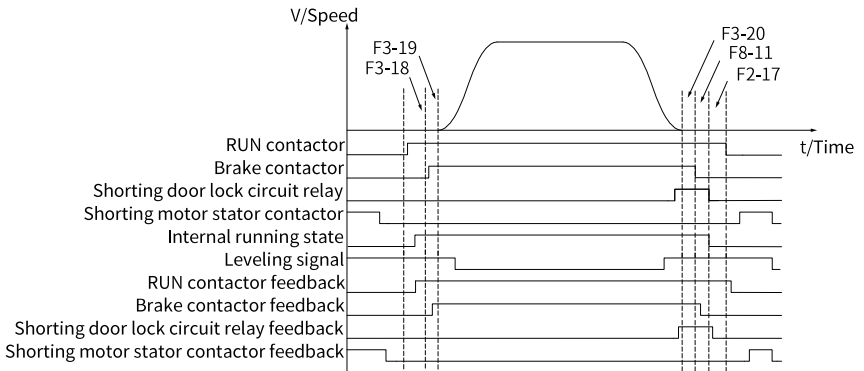 V/Speed
F3-20
F3-19
F8-11
F3-18
F2-17
RUN contactor
t/Time
Brake contactor
Shorting door lock circuit relay
Shorting motor stator contactor
Internal running state
Leveling signal
RUN contactor feedback
Brake contactor feedback
Shorting door lock circuit relay feedback
Shorting motor stator contactor feedback